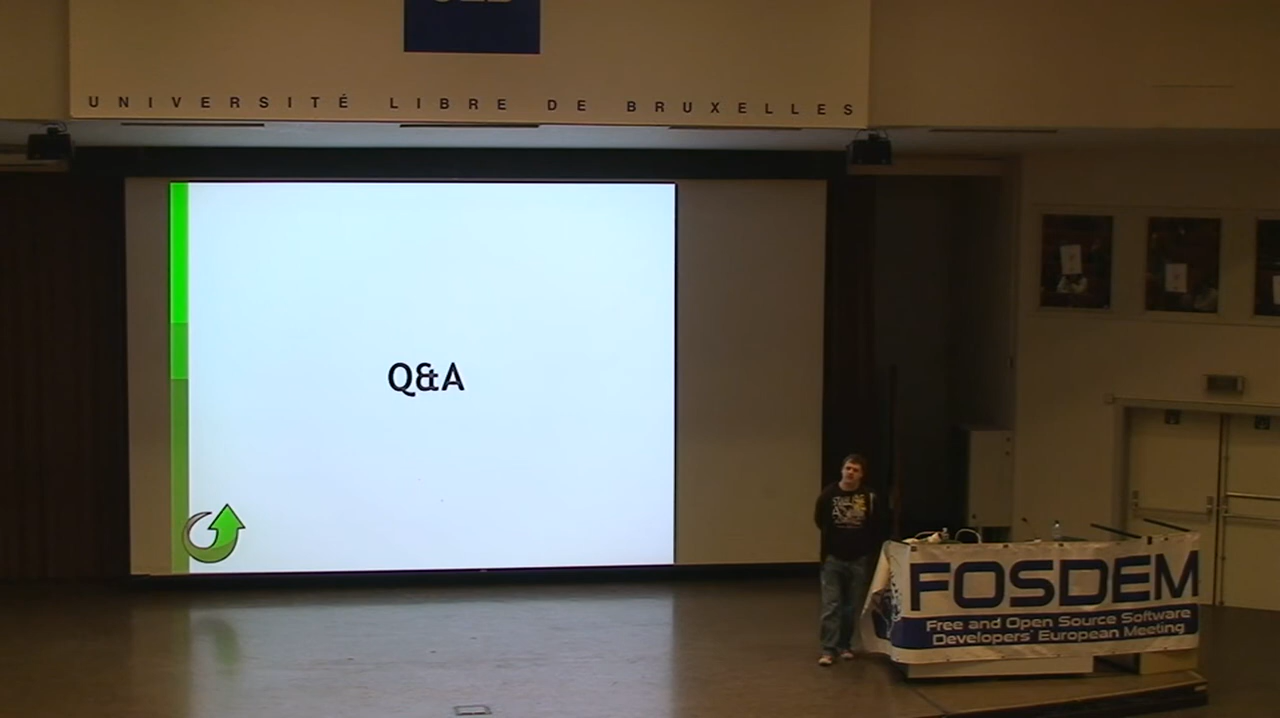 UNIVERSITÉ LIBRE DE BRUXELLES
Q&A
FOSDEM
Free and Open Source Software
Developers' European Meeting